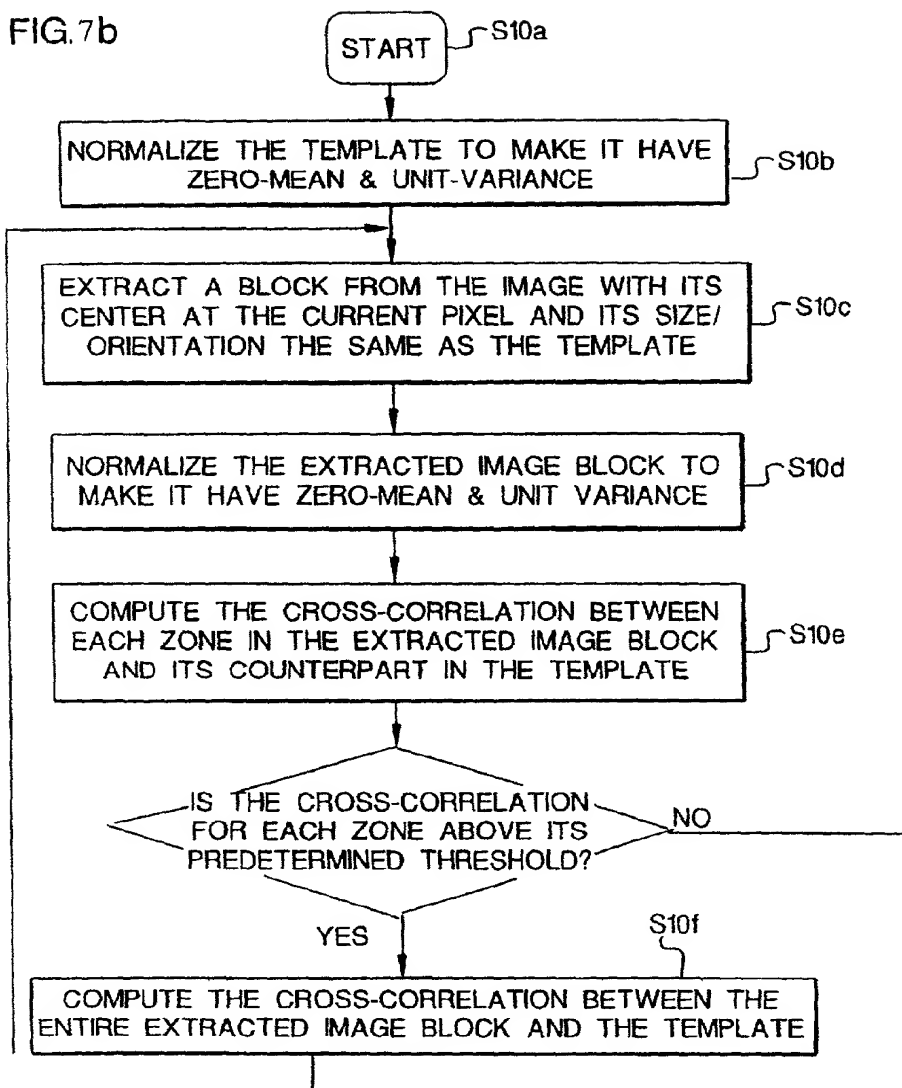 FIG.7b
START
S10a
NORMALIZE THE TEMPLATE TO MAKE IT HAVE
ZERO-MEAN & UNIT-VARIANCE
S10b
EXTRACT A BLOCK FROM THE IMAGE WITH ITS
CENTER AT THE CURRENT PIXEL AND ITS SIZE/
ORIENTATION THE SAME AS THE TEMPLATE
S10c
NORMALIZE THE EXTRACTED IMAGE BLOCK TO
MAKE IT HAVE ZERO-MEAN & UNIT VARIANCE
S10d
COMPUTE THE CROSS-CORRELATION BETWEEN
EACH ZONE IN THE EXTRACTED IMAGE BLOCK
AND ITS COUNTERPART IN THE TEMPLATE
S10e
IS THE CROSS-CORRELATION
FOR EACH ZONE ABOVE ITS
PREDETERMINED THRESHOLD?
NO
YES
S10f
COMPUTE THE CROSS-CORRELATION BETWEEN THE
ENTIRE EXTRACTED IMAGE BLOCK AND THE TEMPLATE